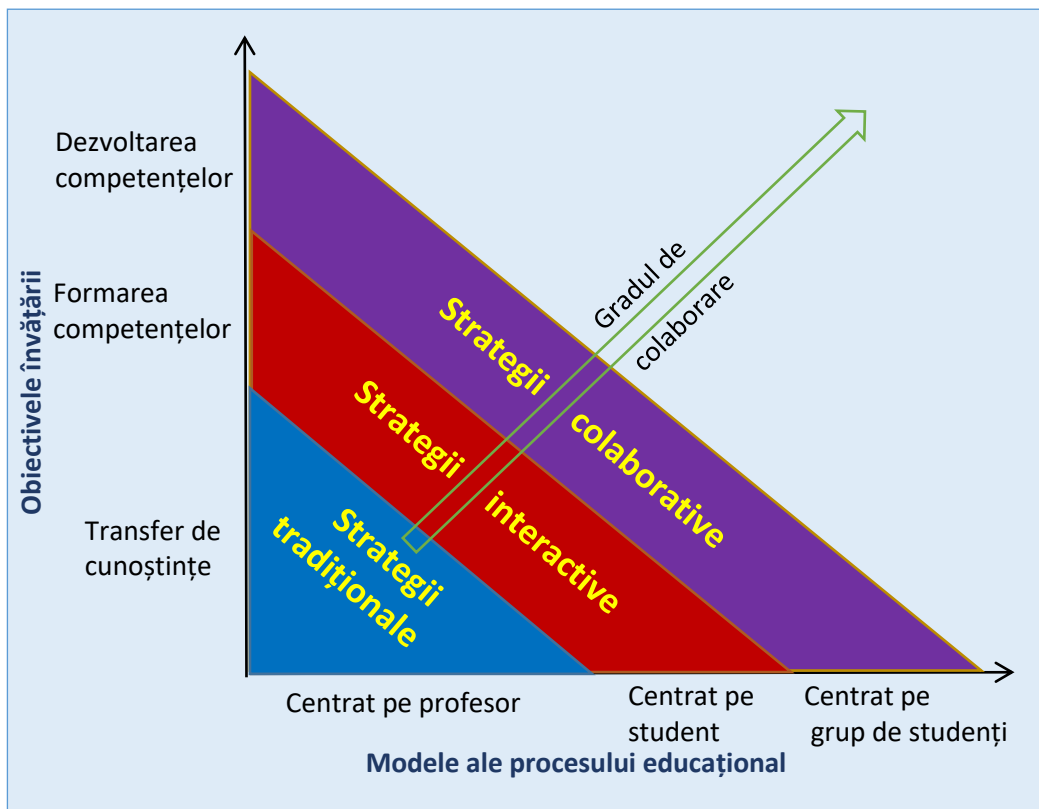 Dezvoltarea
competențelor
Formarea
competențelor
Transfer de
cunoștințe
Obiectivele învățării
Gradul de
colaborare
Strategii
colaborative
Strategii
interactive
Strategii
tradiționale
Centrat pe profesor
Centrat pe
student
Centrat pe
grup de studenți
Modele ale procesului educațional